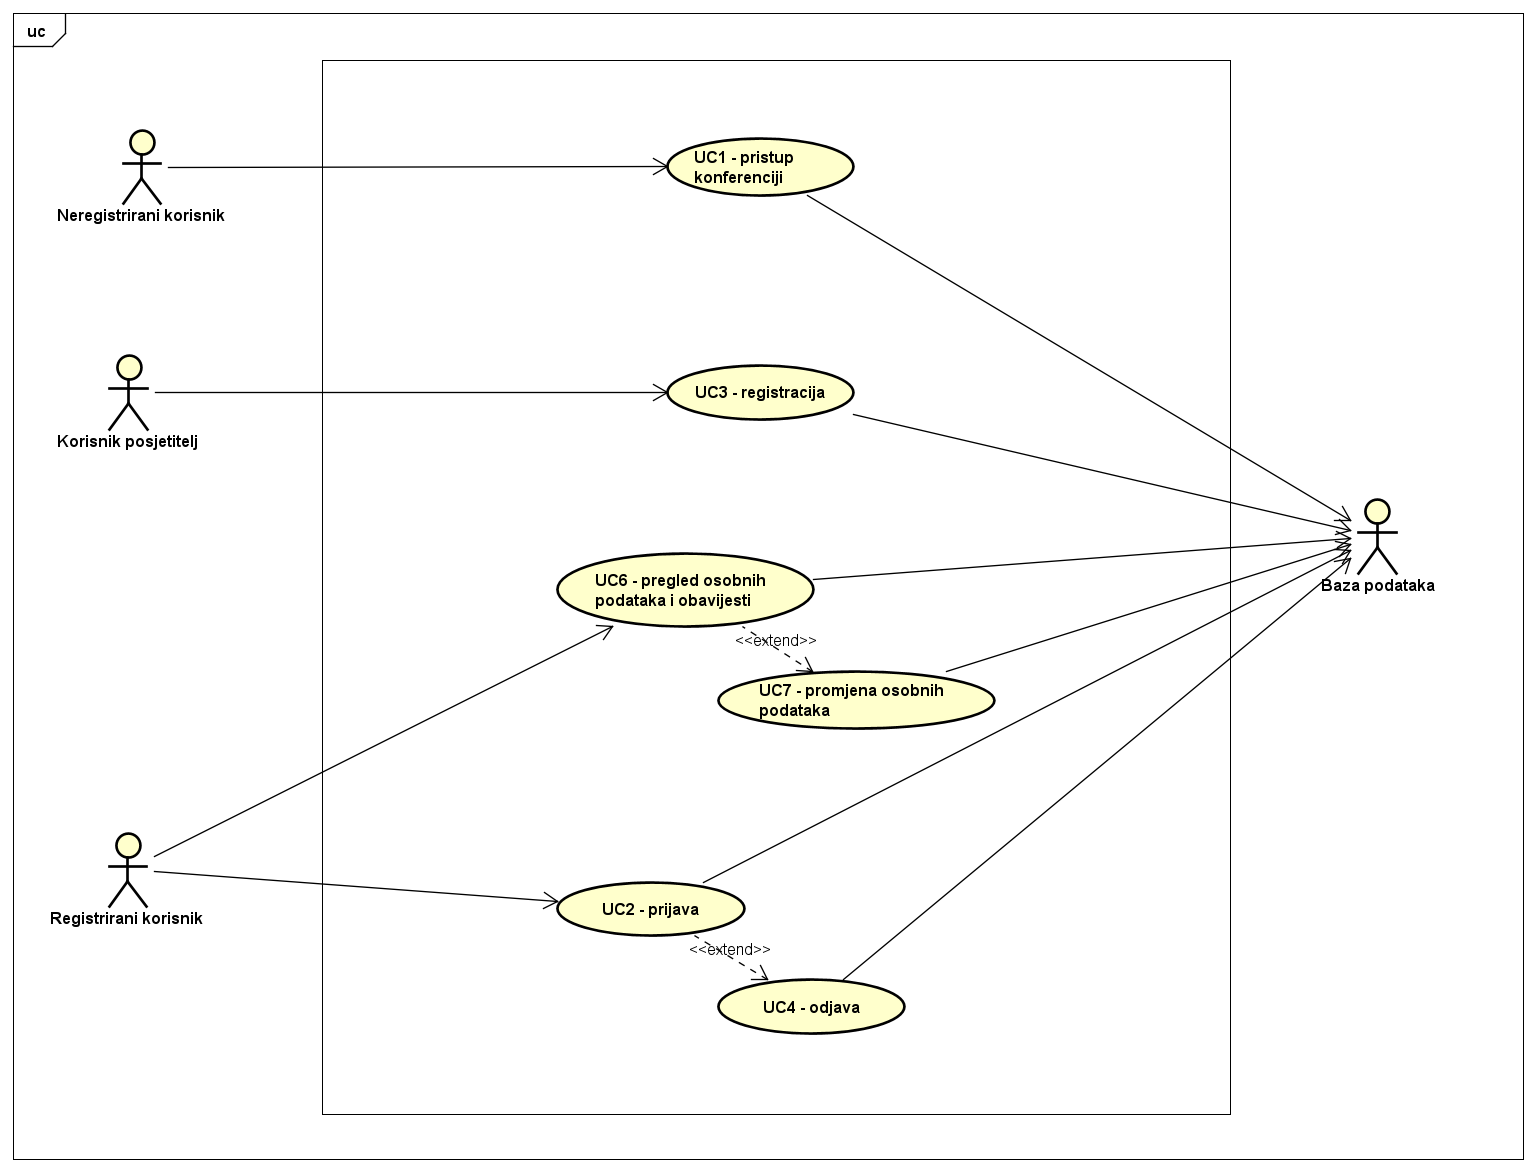 uc
UC1 - pristup
konferenciji
Neregistrirani korisnik
UC3 - registracija
Korisnik posjetitelj
UC6 - pregled osobnih
podataka i obavijesti
Baza podataka
<<extend>>
UC7 - promjena osobnih
podataka
Registrirani korisnik
UC2 - prijava
<<extend>>
UC4 - odjava